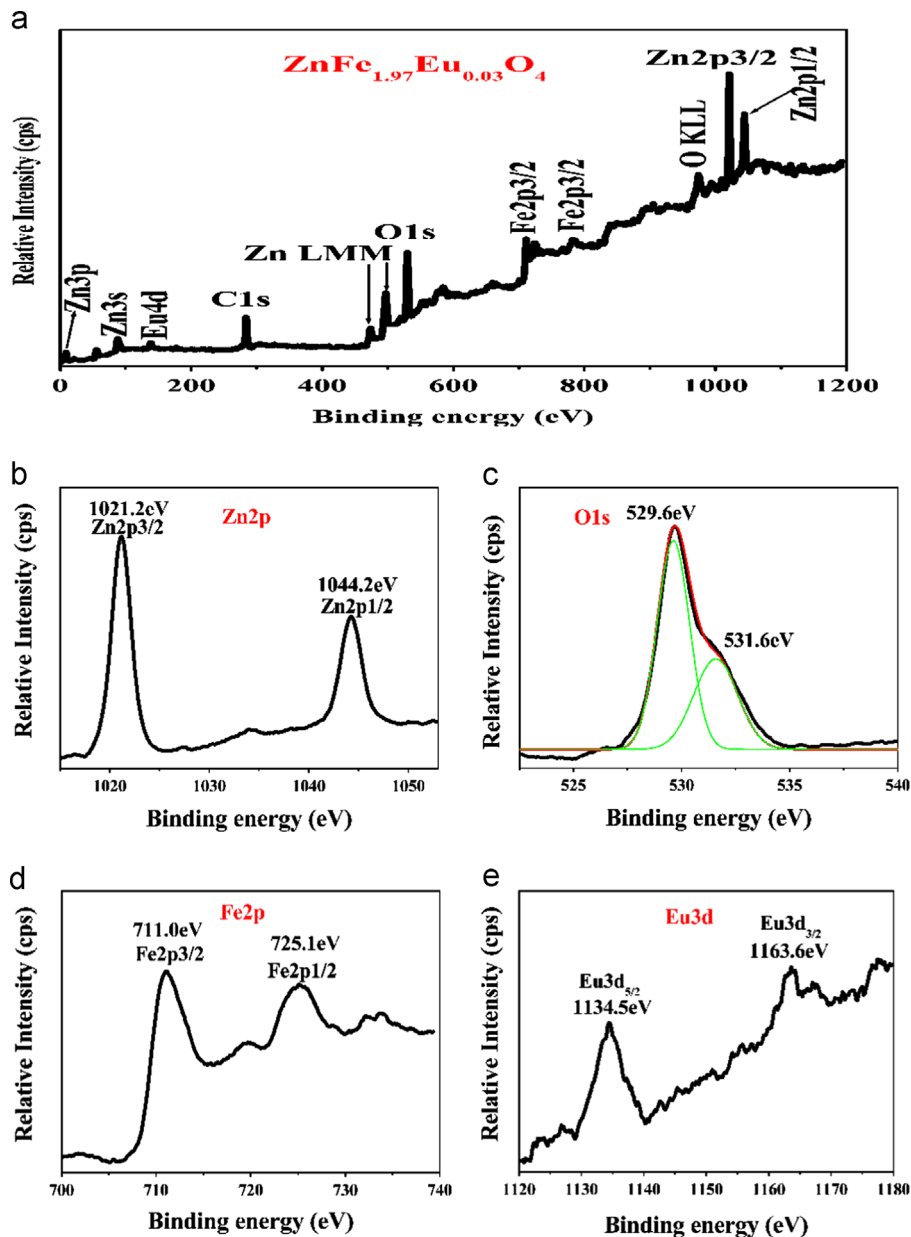 a
ZnFe1.97Eu0.03O4
Relative Intensity (cps)
Zn3p
Zn3s
Eu4d
C1s
Zn LMM
O1s
Fe2p3/2
Fe2p3/2
O KLL
Zn2p3/2
Zn2p1/2
0 200 400 600 800 1000 1200
Binding energy (eV)
b
Zn2p
1021.2eV
Zn2p3/2
1044.2eV
Zn2p1/2
Relative Intensity (cps)
1020 1030 1040 1050
Binding energy (eV)
c
O1s
529.6eV
531.6eV
Relative Intensity (cps)
525 530 535 540
Binding energy (eV)
d
Fe2p
711.0eV
Fe2p3/2
725.1eV
Fe2p1/2
Relative Intensity (cps)
700 710 720 730 740
Binding energy (eV)
e
Eu3d
Eu3d5/2
1134.5eV
Eu3d3/2
1163.6eV
Relative Intensity (cps)
1120 1130 1140 1150 1160 1170 1180
Binding energy (eV)